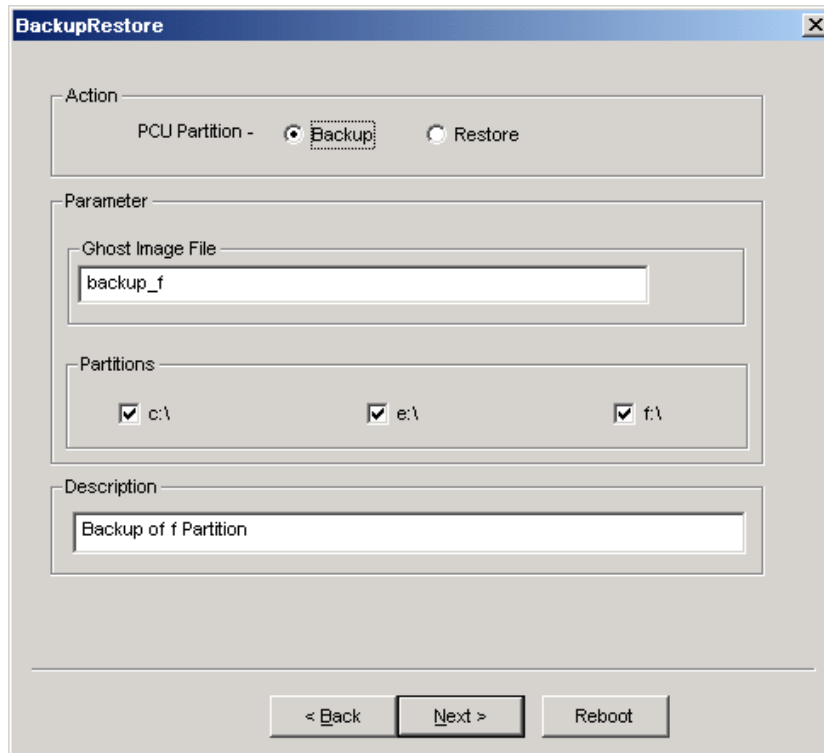 BackupRestore
Action
PCU Partition - Backup Restore
Parameter
Ghost Image File
backup_f
Partitions
c:\ e:\ f:\
Description
Backup of f Partition
< Back Next > Reboot